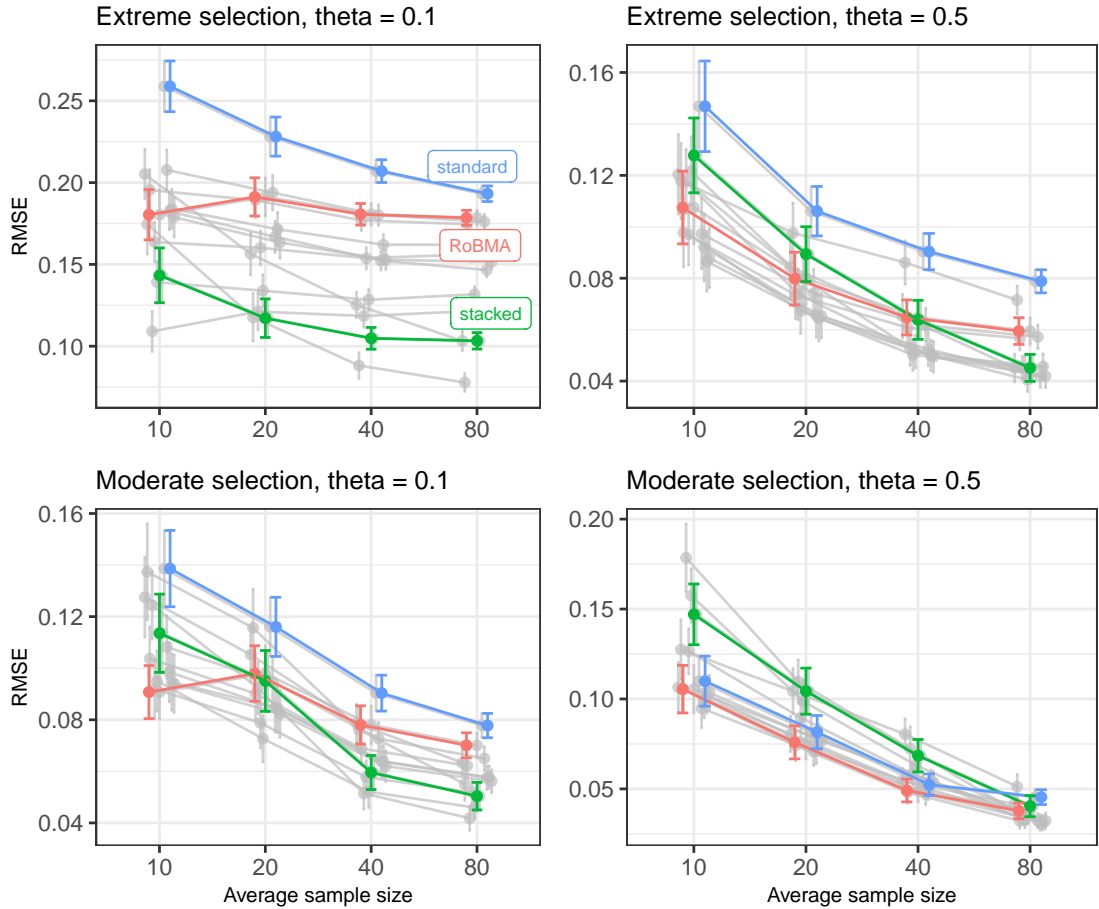 Extreme selection, theta = 0.1
RMSE
0.25
0.20
0.15
0.10
standard
RoBMA
stacked
10 20 40 80
Extreme selection, theta = 0.5
0.16
0.12
0.08
0.04
10 20 40 80
Moderate selection, theta = 0.1
RMSE
0.16
0.12
0.08
0.04
10 20 40 80
Average sample size
Moderate selection, theta = 0.5
0.20
0.15
0.10
0.05
10 20 40 80
Average sample size